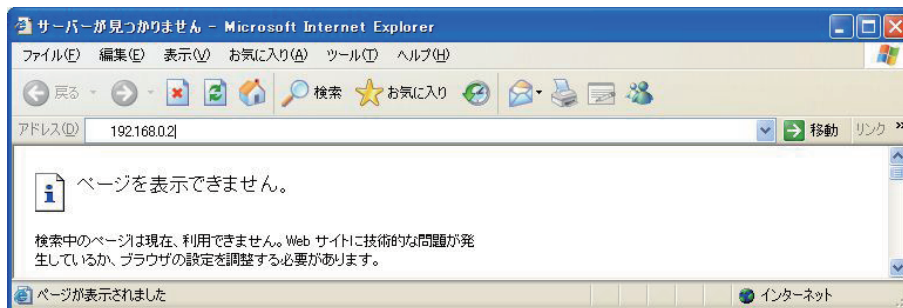 サーバーが見つかりません - Microsoft Internet Explorer
ファイル(F) 編集(E) 表示(V) お気に入り(A) ツール(T) ヘルプ(H)
戻る 検索 お気に入り
アドレス(D) 192.168.0.2 移動 リンク »
ページを表示できません。
検索中のページは現在、利用できません。Web サイトに技術的な問題が発
生しているか、ブラウザの設定を調整する必要があります。
ページが表示されました インターネット